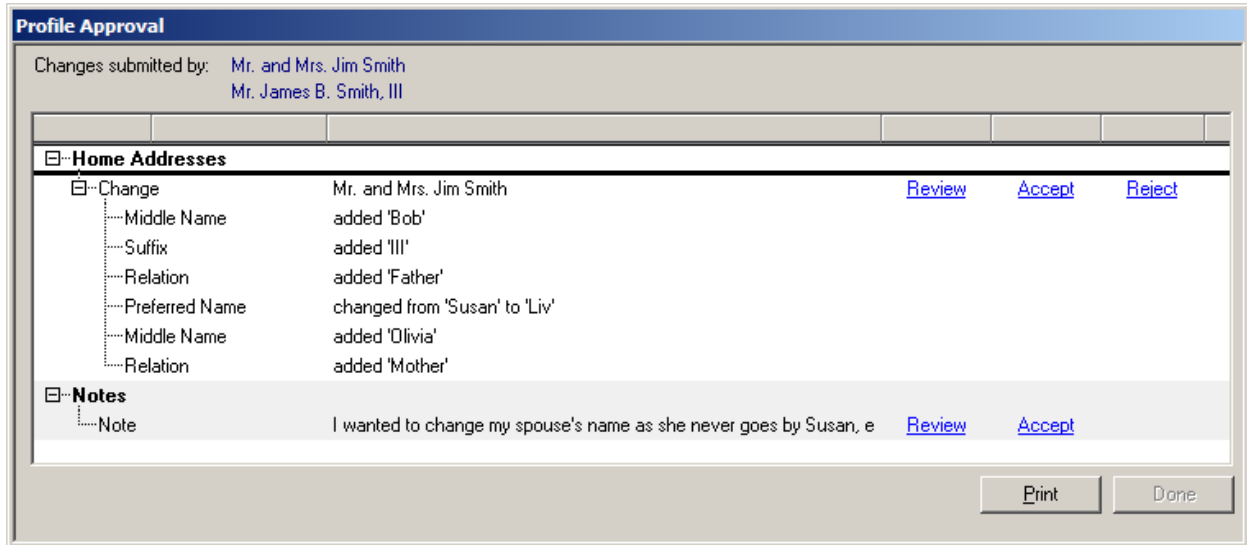 Profile Approval
Changes submitted by: Mr. and Mrs. Jim Smith
Mr. James B. Smith, III
Home Addresses
Change Mr. and Mrs. Jim Smith Review Accept Reject
Middle Name added 'Bob'
Suffix added 'III'
Relation added 'Father'
Preferred Name changed from 'Susan' to 'Liv'
Middle Name added 'Olivia'
Relation added 'Mother'
Notes
Note I wanted to change my spouse's name as she never goes by Susan, e Review Accept
Print Done